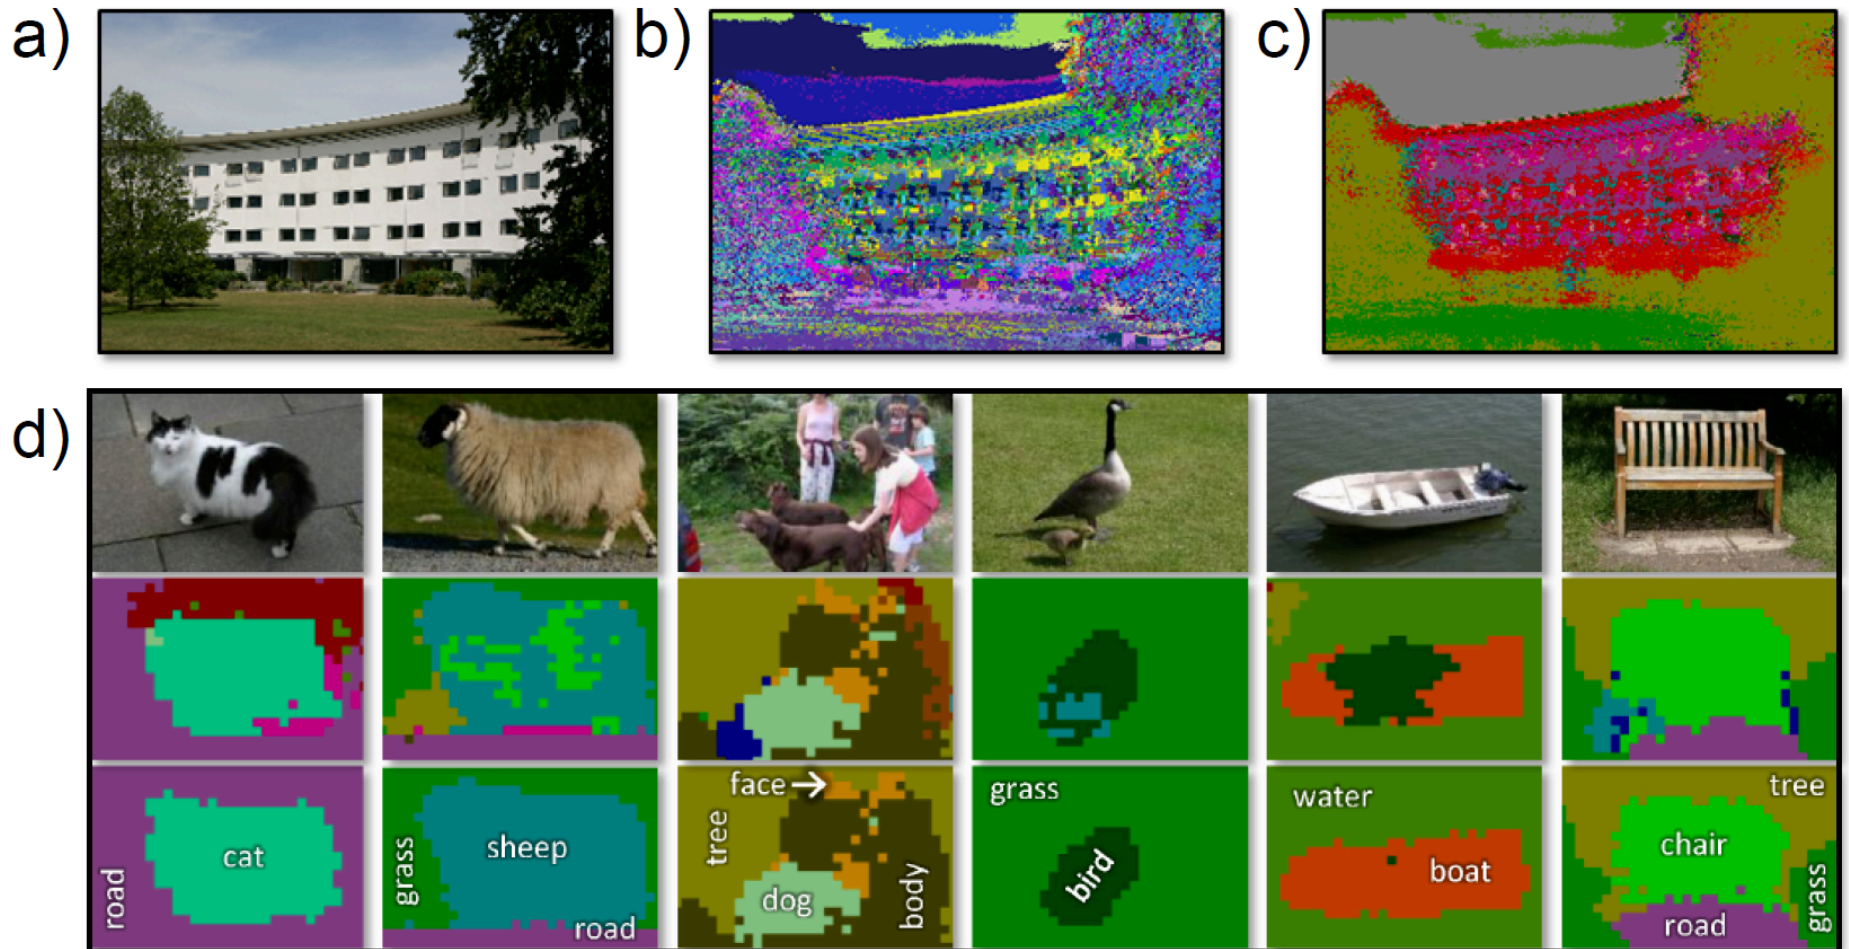 a)
b)
c)
d)
road
cat
grass
sheep
road
face →
tree
dog
body
grass
bird
water
boat
tree
chair
road
grass